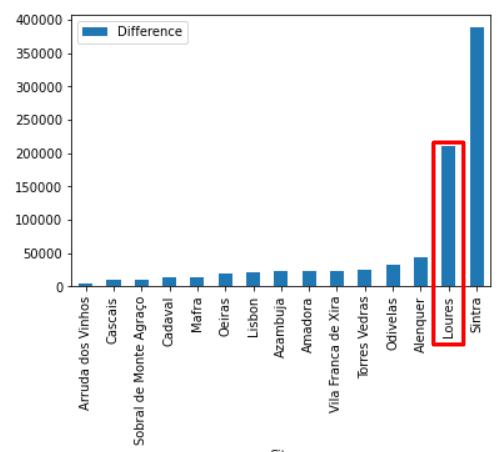 400000
350000
300000
250000
200000
150000
100000
50000
0
Difference
Arruda dos Vinhos
Cascais
Sobral de Monte Agraço
Cadaval
Mafra
Oeiras
Lisbon
Azambuja
Amadora
Vila Franca de Xira
Torres Vedras
Odivelas
Alenquer
Loures
Sintra